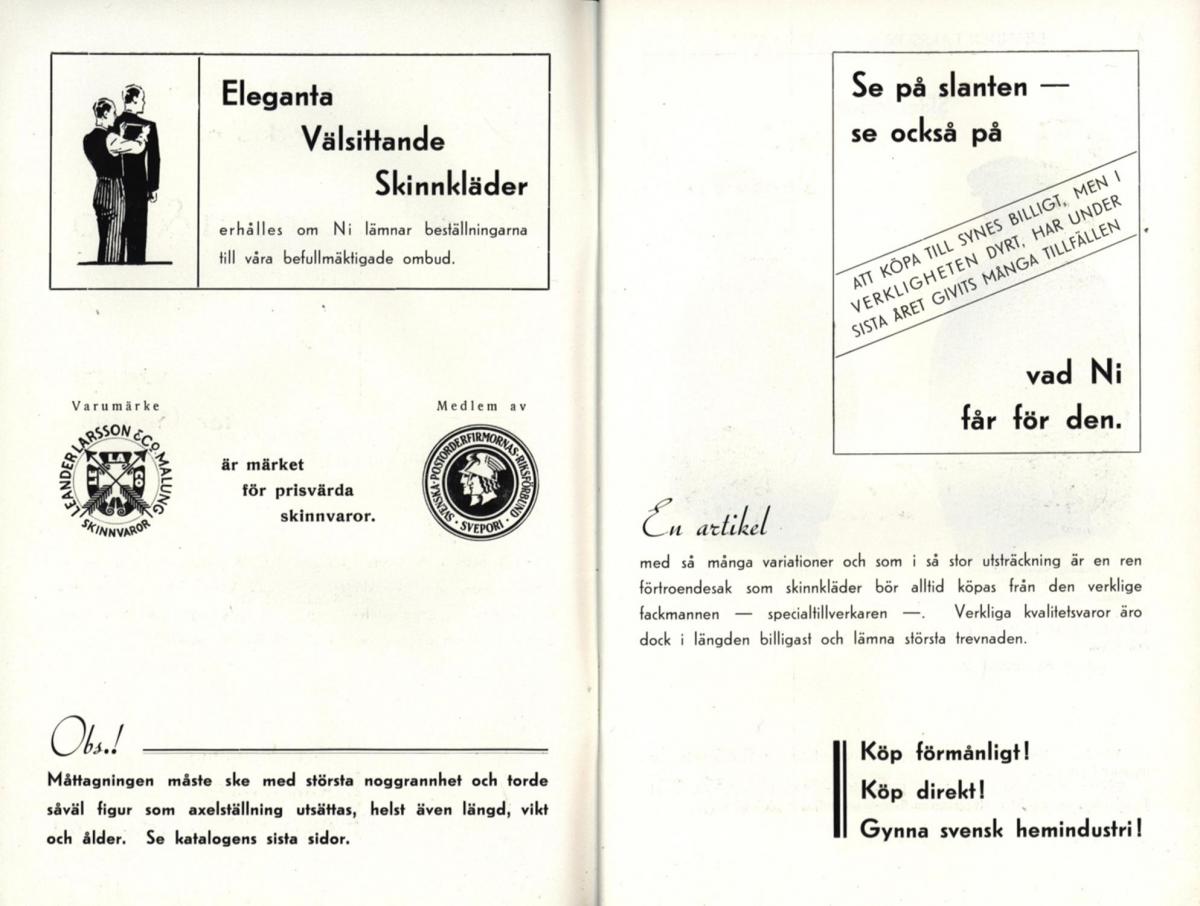 Eleganta
Välsittande
Skinnkläder
erhålles om Ni lämnar beställningarna
till våra befullmäktigade ombud.
Varumärke
LEANDER LARSSON & Co. MALUNG
LE LA CO
SKINNVAROR
är märket
för prisvärda
skinnvaror.
Medlem av
SVENSKA·POSTORDERFIRMORNAS·RIKSFÖRBUND
· SVEPORI ·
Obs.!
Måttagningen måste ske med största noggrannhet och torde
såväl figur som axelställning utsättas, helst även längd, vikt
och ålder. Se katalogens sista sidor.
Se på slanten —
se också på
ATT KÖPA TILL SYNES BILLIGT, MEN I
VERKLIGHETEN DYRT, HAR UNDER
SISTA ÅRET GIVITS MÅNGA TILLFÄLLEN
vad Ni
får för den.
En artikel
med så många variationer och som i så stor utsträckning är en ren
förtroendesak som skinnkläder bör alltid köpas från den verklige
fackmannen — specialtillverkaren —. Verkliga kvalitetsvaror äro
dock i längden billigast och lämna största trevnaden.
Köp förmånligt!
Köp direkt!
Gynna svensk hemindustri!